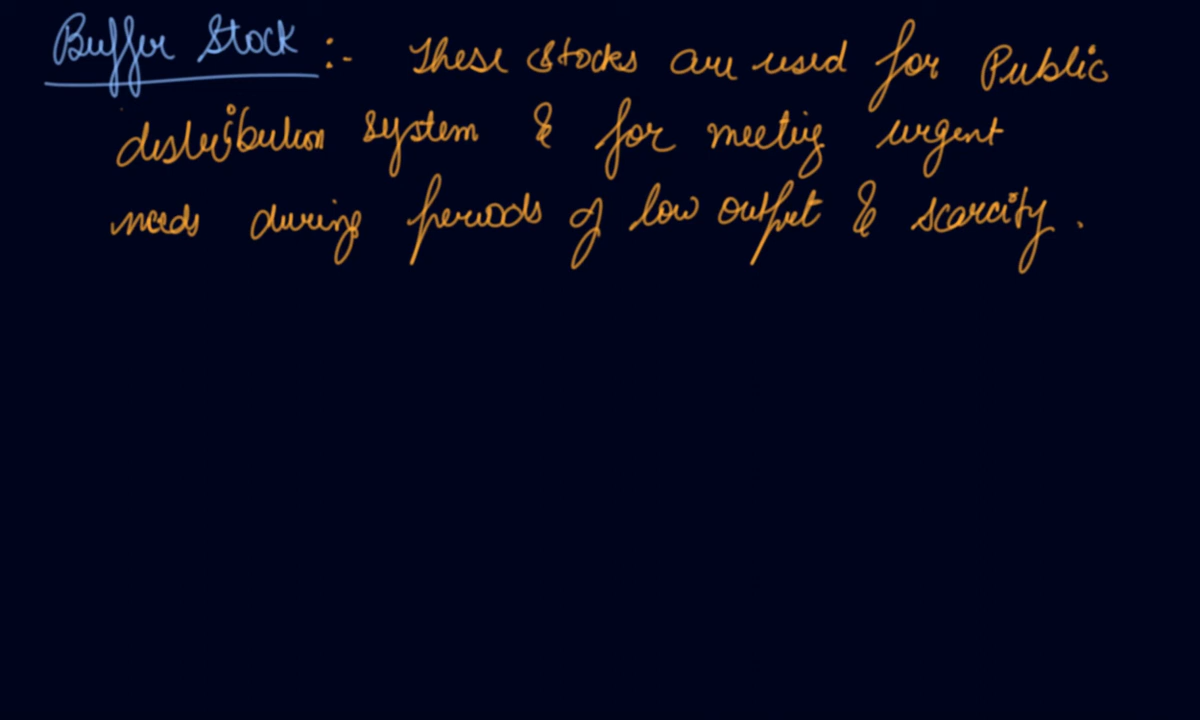 Buffer Stock :- These stocks are used for Public
distribution system & for meeting urgent
needs during periods of low output & scarcity.